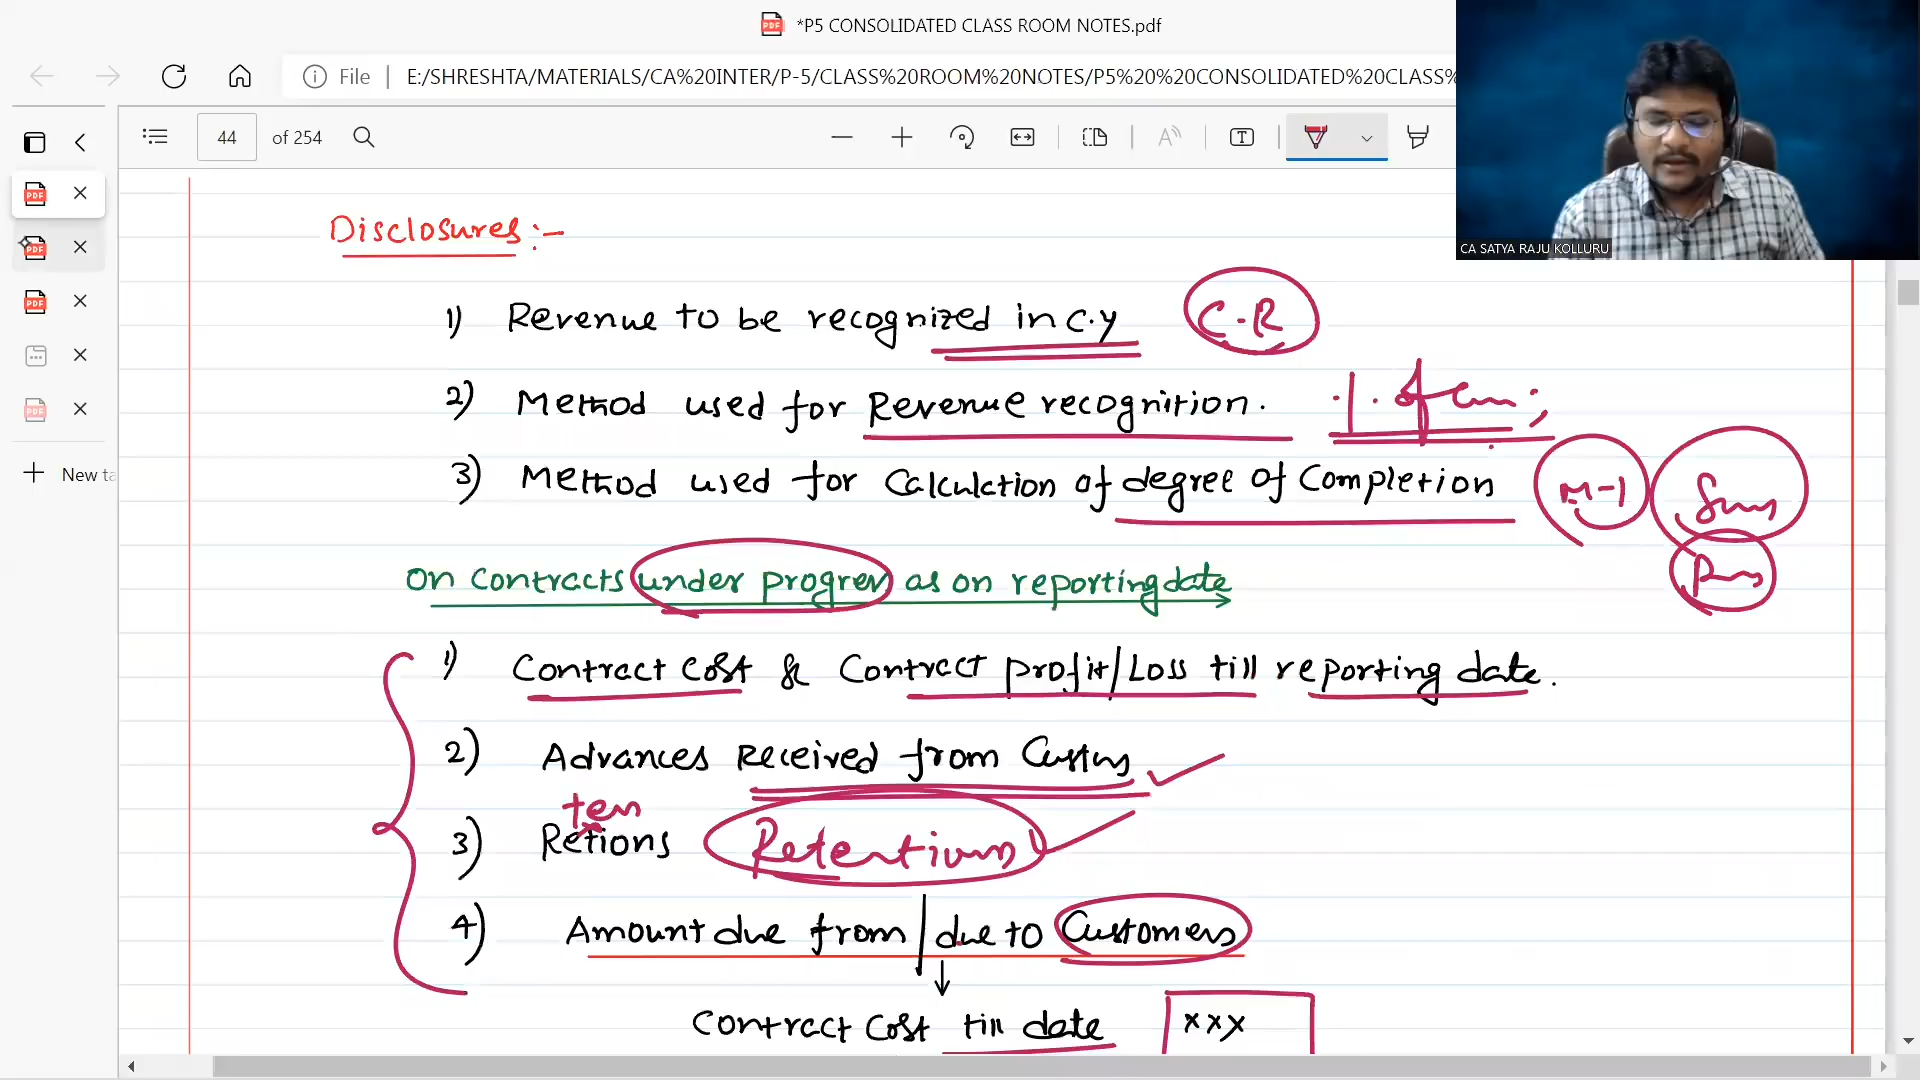 *P5 CONSOLIDATED CLASS ROOM NOTES.pdf
File E:/SHRESHTA/MATERIALS/CA%20INTER/P-5/CLASS%20ROOM%20NOTES/P5%20%20CONSOLIDATED%20CLASS%
44 of 254
CA SATYA RAJU KOLLURU
New ta
Disclosures :-
1) Revenue to be recognized in C.Y C.R
2) Method used for Revenue recognition.
3) Method used for Calculation of degree of Completion M-1
On Contracts under progres as on reporting date
1) Contract Cost & Contract profit/Loss till reporting date.
2) Advances Received from
ten
3) Retions Retentions
4) Amount due from | due to Customers
Contract Cost till date xxx